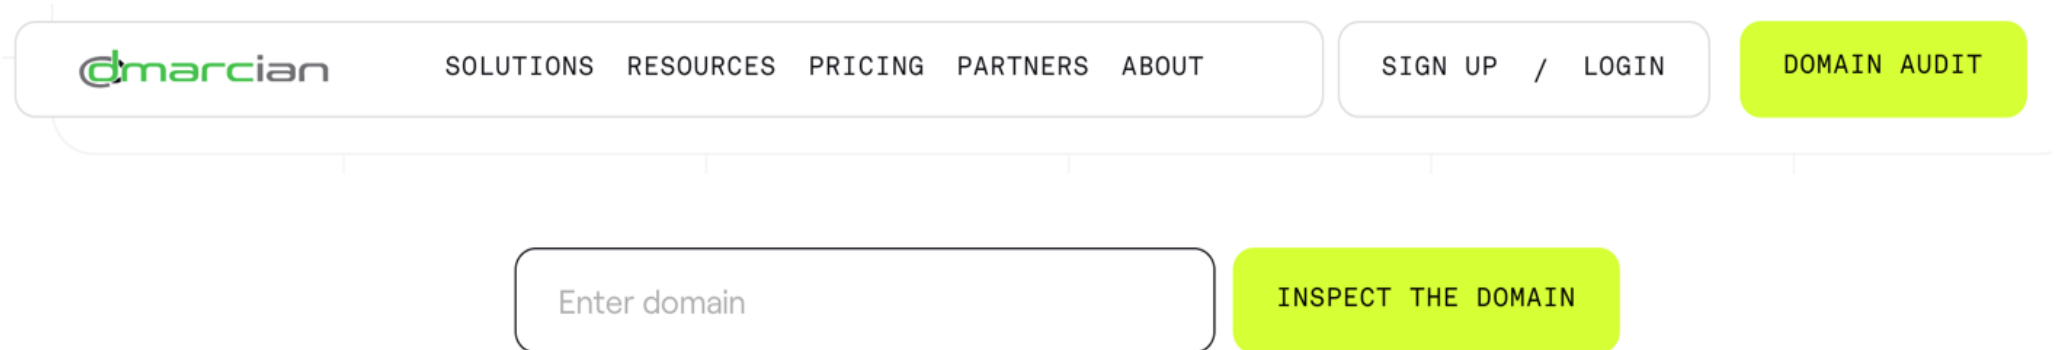 dmarcian SOLUTIONS RESOURCES PRICING PARTNERS ABOUT SIGN UP / LOGIN DOMAIN AUDIT
Enter domain INSPECT THE DOMAIN